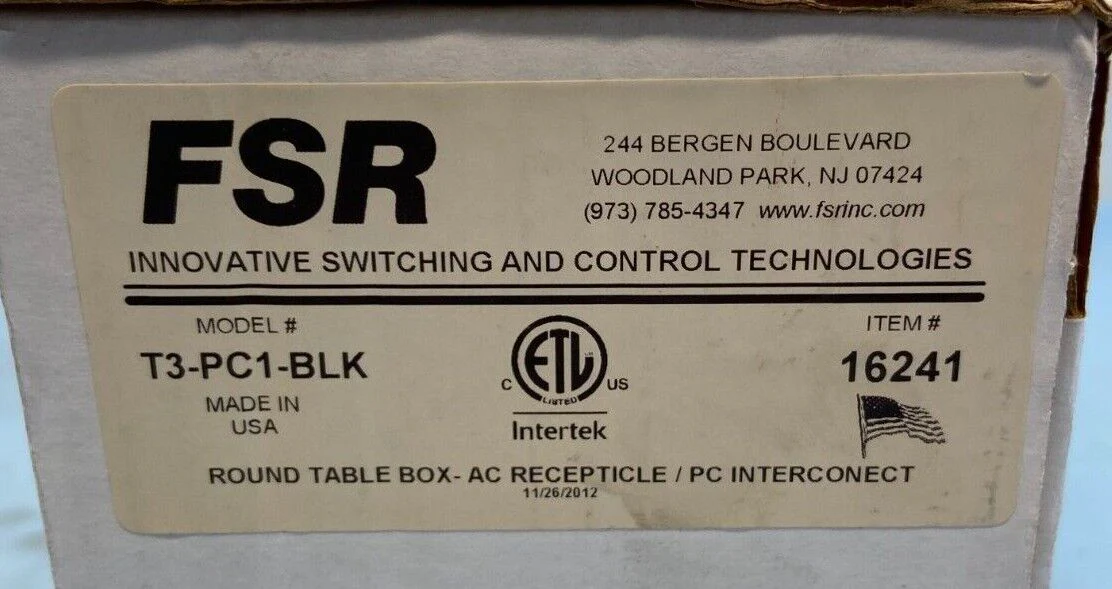 FSR
244 BERGEN BOULEVARD
WOODLAND PARK, NJ 07424
(973) 785-4347 www.fsrinc.com
INNOVATIVE SWITCHING AND CONTROL TECHNOLOGIES
MODEL #
T3-PC1-BLK
MADE IN
USA
ETL
C US
LISTED
Intertek
ITEM #
16241
ROUND TABLE BOX- AC RECEPTICLE / PC INTERCONECT
11/26/2012